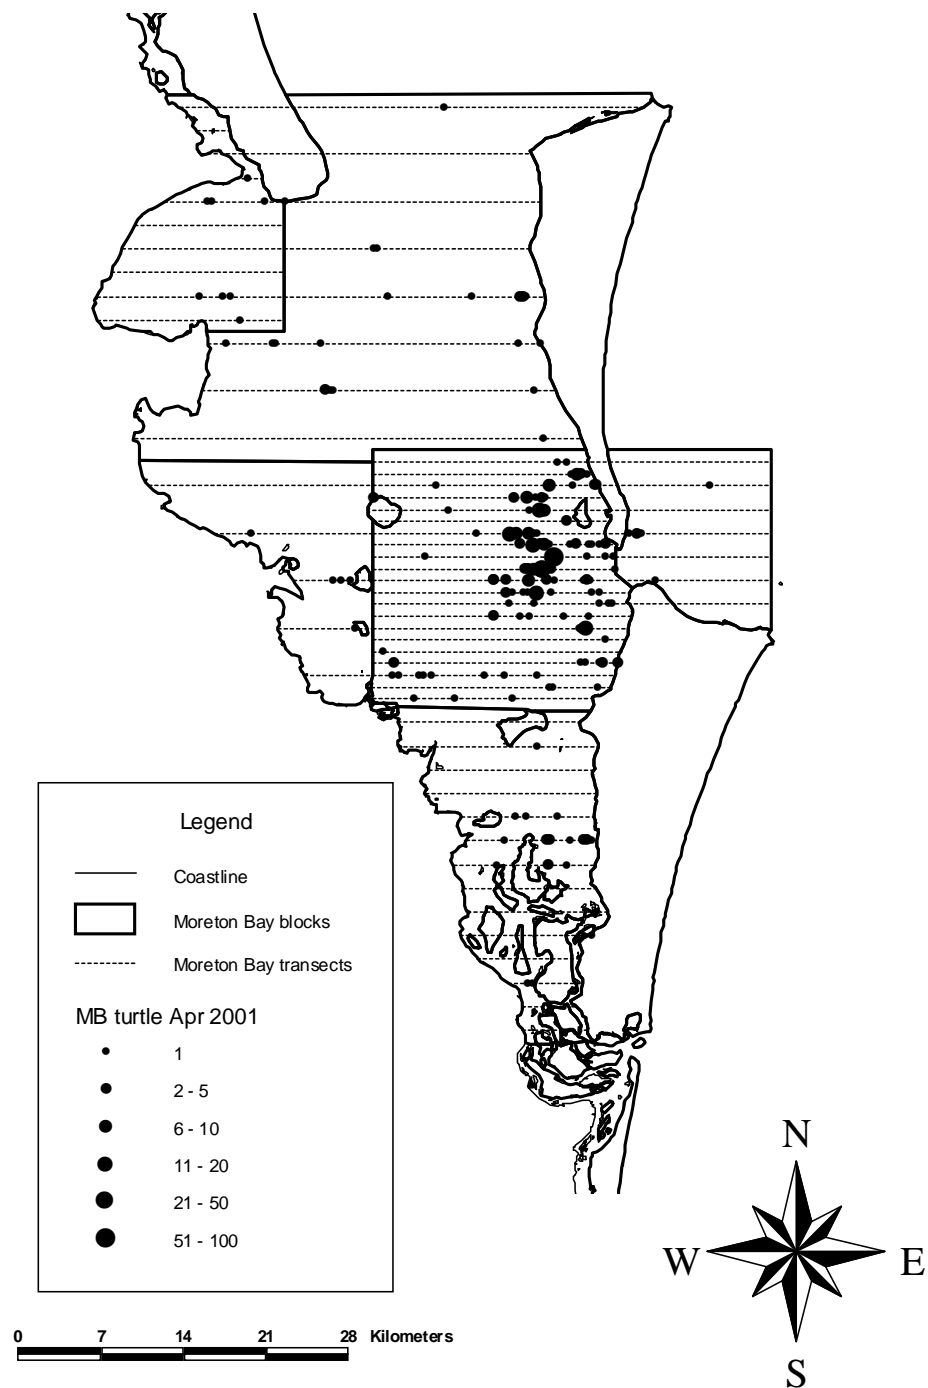 Legend
Coastline
Moreton Bay blocks
Moreton Bay transects
MB turtle Apr 2001
1
2 - 5
6 - 10
11 - 20
21 - 50
51 - 100
N
W E
S
0 7 14 21 28 Kilometers